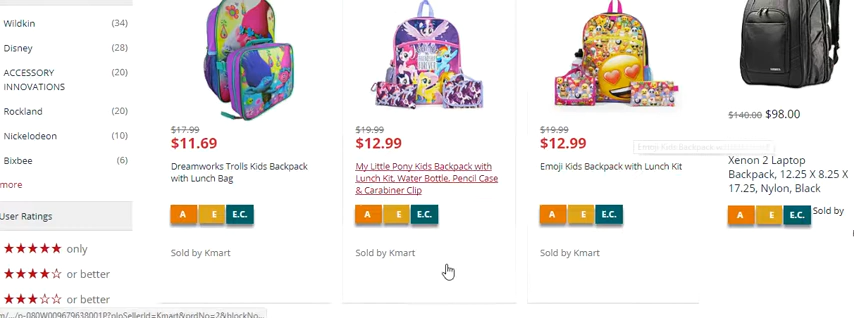 Wildkin (34)
Disney (28)
ACCESSORY (20)
INNOVATIONS
Rockland (20)
Nickelodeon (10)
Bixbee (6)
more
User Ratings
only
or better
or better
$17.99
$11.69
Dreamworks Trolls Kids Backpack
with Lunch Bag
A E E.C.
Sold by Kmart
$19.99
$12.99
My Little Pony Kids Backpack with
Lunch Kit, Water Bottle, Pencil Case
& Carabiner Clip
A E E.C.
Sold by Kmart
$19.99
$12.99
Emoji Kids Backpack with Lunch Kit
A E E.C.
Sold by Kmart
$140.00 $98.00
Xenon 2 Laptop
Backpack, 12.25 X 8.25 X
17.25, Nylon, Black
A E E.C. Sold by